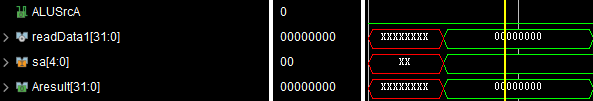 ALUSrcA 0
readData1[31:0] 00000000 XXXXXXXX 00000000
sa[4:0] 00 XX
Aresult[31:0] 00000000 XXXXXXXX 00000000